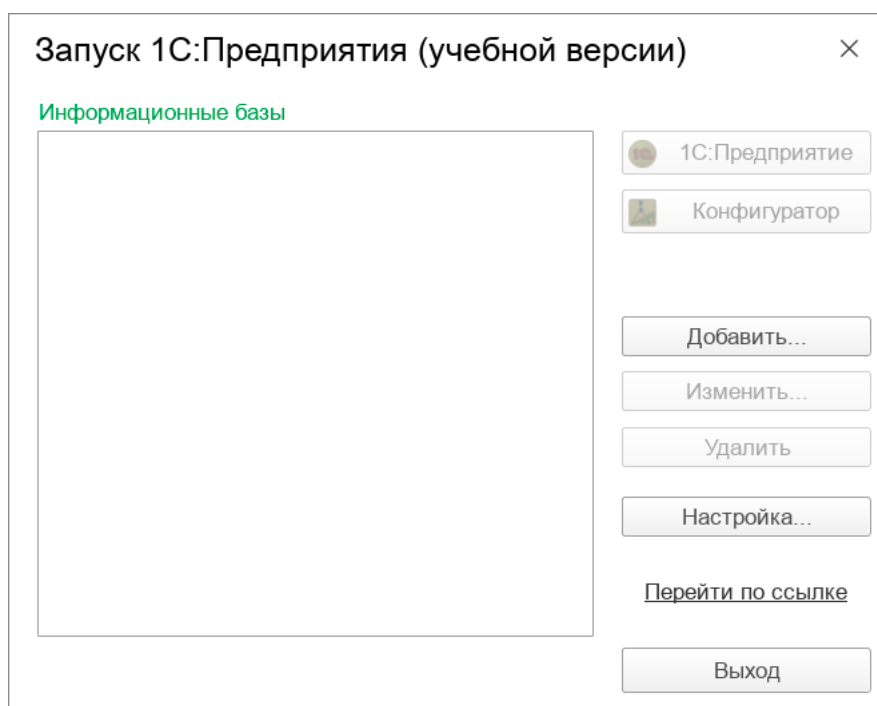 Запуск 1С:Предприятия (учебной версии)
Информационные базы
1С:Предприятие
Конфигуратор
Добавить...
Изменить...
Удалить
Настройка...
Перейти по ссылке
Выход